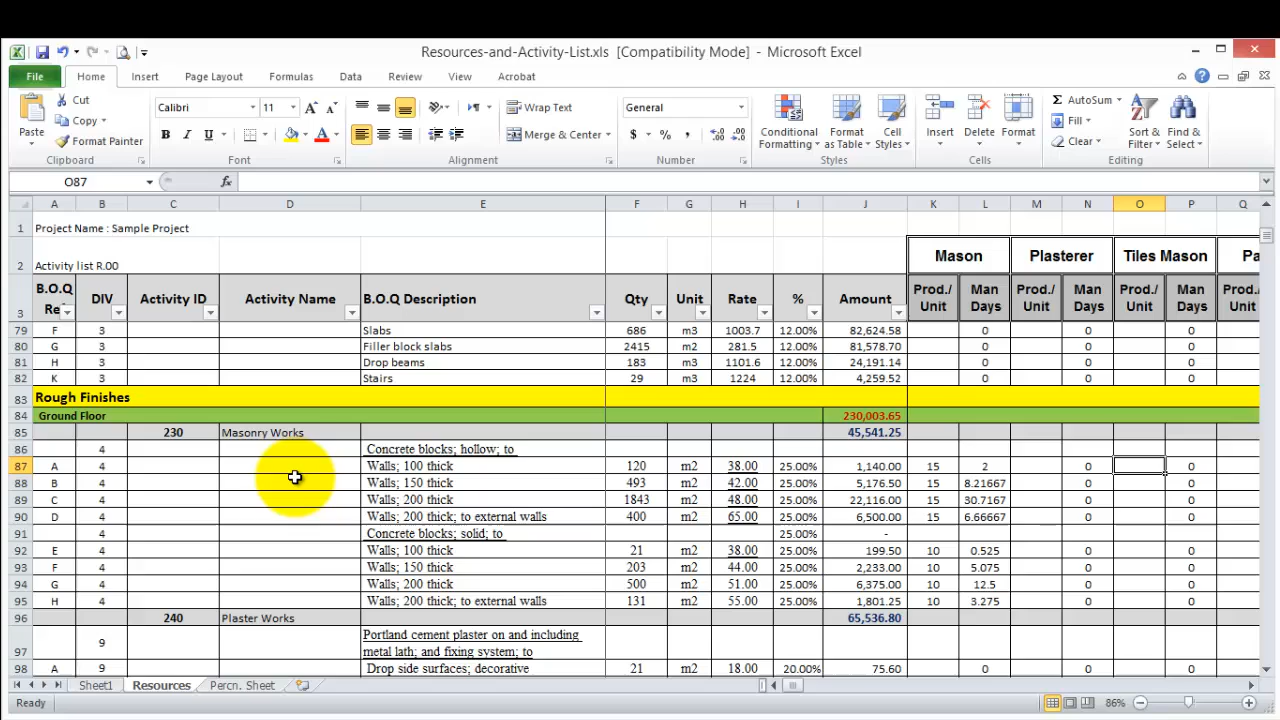 Resources-and-Activity-List.xls [Compatibility Mode] - Microsoft Excel
File Home Insert Page Layout Formulas Data Review View Acrobat
Paste Cut Copy Format Painter Clipboard
Calibri 11 B I U A Font
Wrap Text Merge & Center Alignment
General $ % , Number
Conditional Formatting Format as Table Cell Styles Styles
Insert Delete Format Cells
AutoSum Fill Clear Sort & Filter Find & Select Editing
O87 fx
A B C D E F G H I J K L M N O P Q
1 Project Name : Sample Project
2 Activity list R.00 Mason Plasterer Tiles Mason Pa
3 B.O.Q Re DIV Activity ID Activity Name B.O.Q Description Qty Unit Rate % Amount Prod./ Unit Man Days Prod./ Unit Man Days Prod./ Unit Man Days Prod./ Unit
79 F 3 Slabs 686 m3 1003.7 12.00% 82,624.58 0 0 0
80 G 3 Filler block slabs 2415 m2 281.5 12.00% 81,578.70 0 0 0
81 H 3 Drop beams 183 m3 1101.6 12.00% 24,191.14 0 0 0
82 K 3 Stairs 29 m3 1224 12.00% 4,259.52 0 0 0
83 Rough Finishes
84 Ground Floor 230,003.65
85 230 Masonry Works 45,541.25
86 4 Concrete blocks; hollow; to
87 A 4 Walls; 100 thick 120 m2 38.00 25.00% 1,140.00 15 2 0 0
88 B 4 Walls; 150 thick 493 m2 42.00 25.00% 5,176.50 15 8.21667 0 0
89 C 4 Walls; 200 thick 1843 m2 48.00 25.00% 22,116.00 15 30.7167 0 0
90 D 4 Walls; 200 thick; to external walls 400 m2 65.00 25.00% 6,500.00 15 6.66667 0 0
91 4 Concrete blocks; solid; to 25.00% -
92 E 4 Walls; 100 thick 21 m2 38.00 25.00% 199.50 10 0.525 0 0
93 F 4 Walls; 150 thick 203 m2 44.00 25.00% 2,233.00 10 5.075 0 0
94 G 4 Walls; 200 thick 500 m2 51.00 25.00% 6,375.00 10 12.5 0 0
95 H 4 Walls; 200 thick; to external walls 131 m2 55.00 25.00% 1,801.25 10 3.275 0 0
96 240 Plaster Works 65,536.80
97 9 Portland cement plaster on and including metal lath; and fixing system; to
98 A 9 Drop side surfaces; decorative 21 m2 18.00 20.00% 75.60 0 0 0
Sheet1 Resources Percn. Sheet
Ready 86%